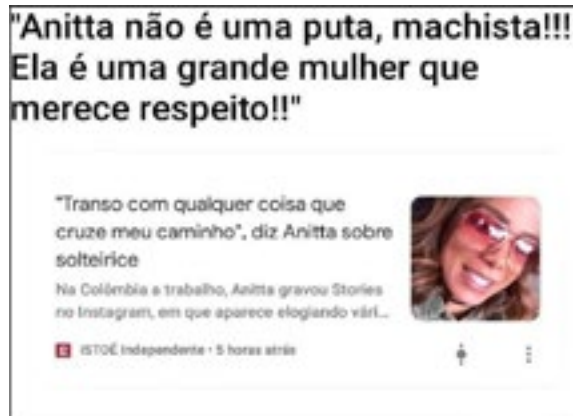 "Anitta não é uma puta, machista!!!
Ela é uma grande mulher que
merece respeito!!"
"Transo com qualquer coisa que
cruze meu caminho", diz Anitta sobre
solteirice
Na Colômbia a trabalho, Anitta gravou Stories
no Instagram, em que aparece elogiando vári...
ISTOÉ Independente • 5 horas atrás